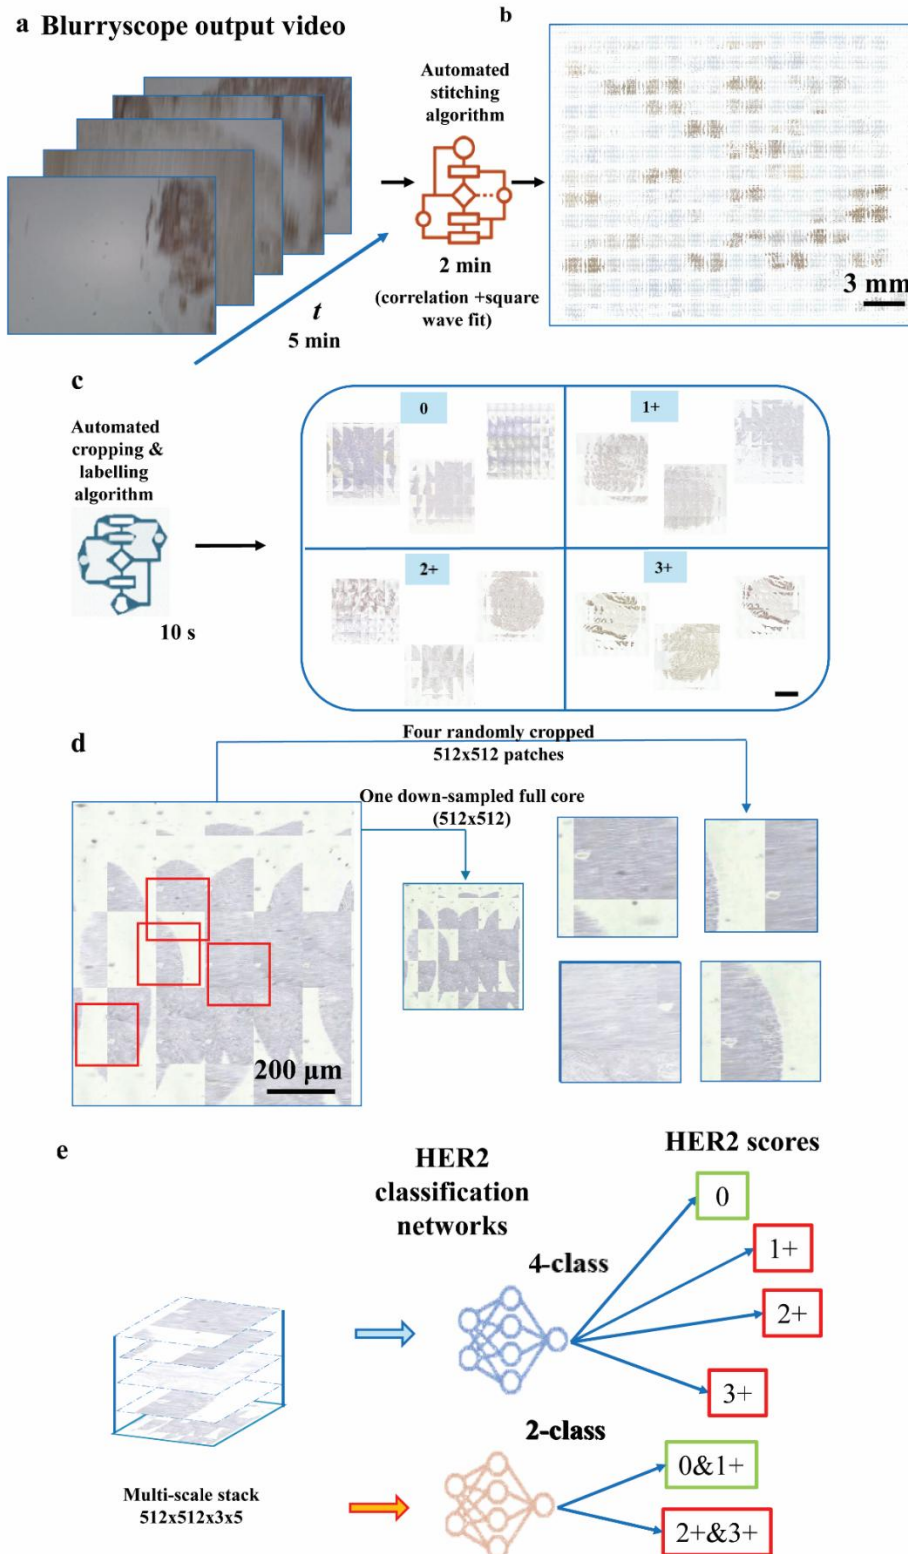 a Blurryscope output video
t
5 min
Automated
stitching
algorithm
2 min
(correlation +square
wave fit)
b
3 mm
c
Automated
cropping &
labelling
algorithm
10 s
0
1+
2+
3+
d
Four randomly cropped
512x512 patches
One down-sampled full core
(512x512)
200 µm
e
HER2
classification
networks
HER2 scores
4-class
0
1+
2+
3+
2-class
0&1+
2+&3+
Multi-scale stack
512x512x3x5